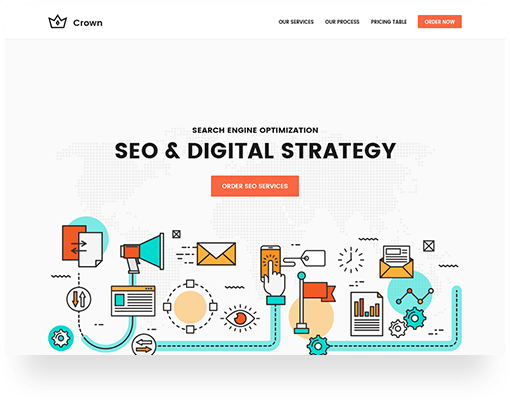 Crown
OUR SERVICES OUR PROCESS PRICING TABLE ORDER NOW
SEARCH ENGINE OPTIMIZATION
SEO & DIGITAL STRATEGY
ORDER SEO SERVICES